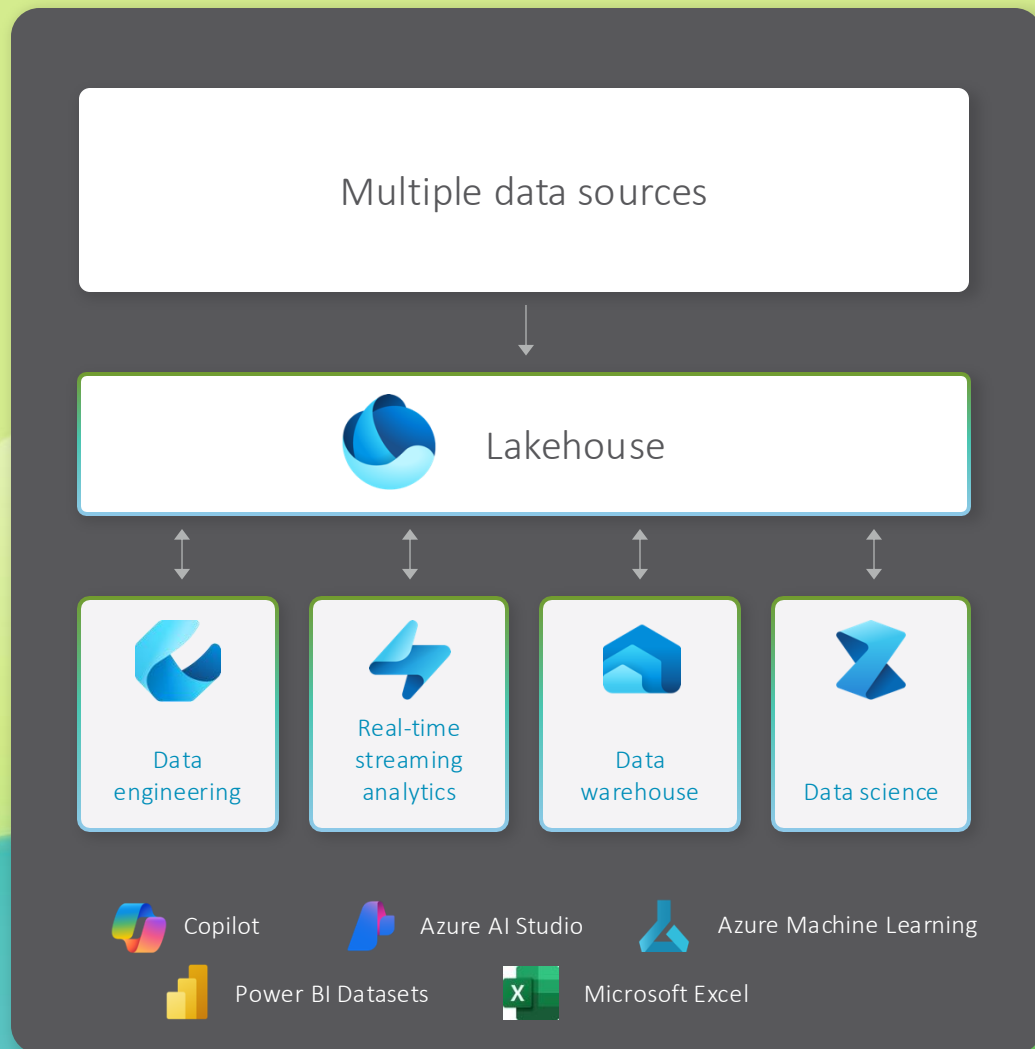 Multiple data sources
Lakehouse
Data
engineering
Real-time
streaming
analytics
Data
warehouse
Data science
Copilot
Azure AI Studio
Azure Machine Learning
Power BI Datasets
X
Microsoft Excel